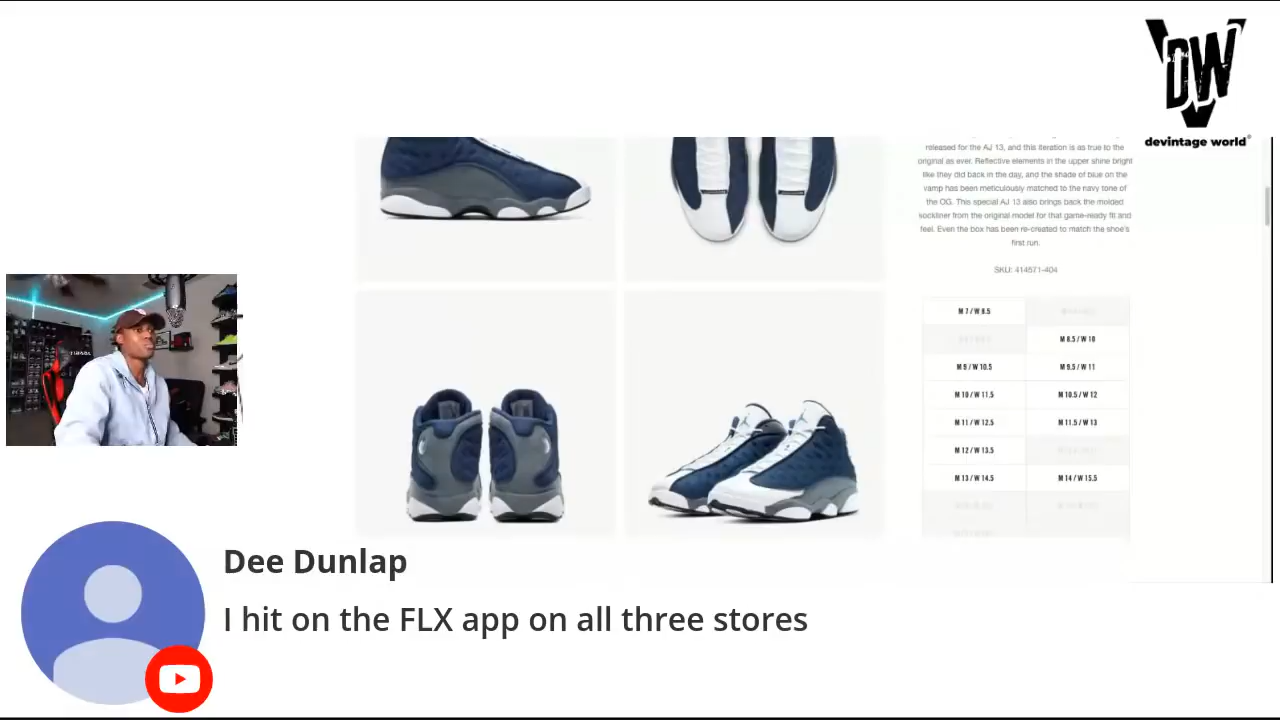 DW
devintage world®
released for the AJ 13, and this iteration is as true to the
original as ever. Reflective elements in the upper shine bright
like they did back in the day, and the shade of blue on the
vamp has been meticulously matched to the navy tone of
the OG. This special AJ 13 also brings back the molded
sockliner from the original model for that game-ready fit and
feel. Even the box has been re-created to match the shoe's
first run.
SKU: 414571-404
M 7 / W 8.5
M 8.5 / W 10
M 9 / W 10.5
M 9.5 / W 11
M 10 / W 11.5
M 10.5 / W 12
M 11 / W 12.5
M 11.5 / W 13
M 12 / W 13.5
M 13 / W 14.5
M 14 / W 15.5
Dee Dunlap
I hit on the FLX app on all three stores